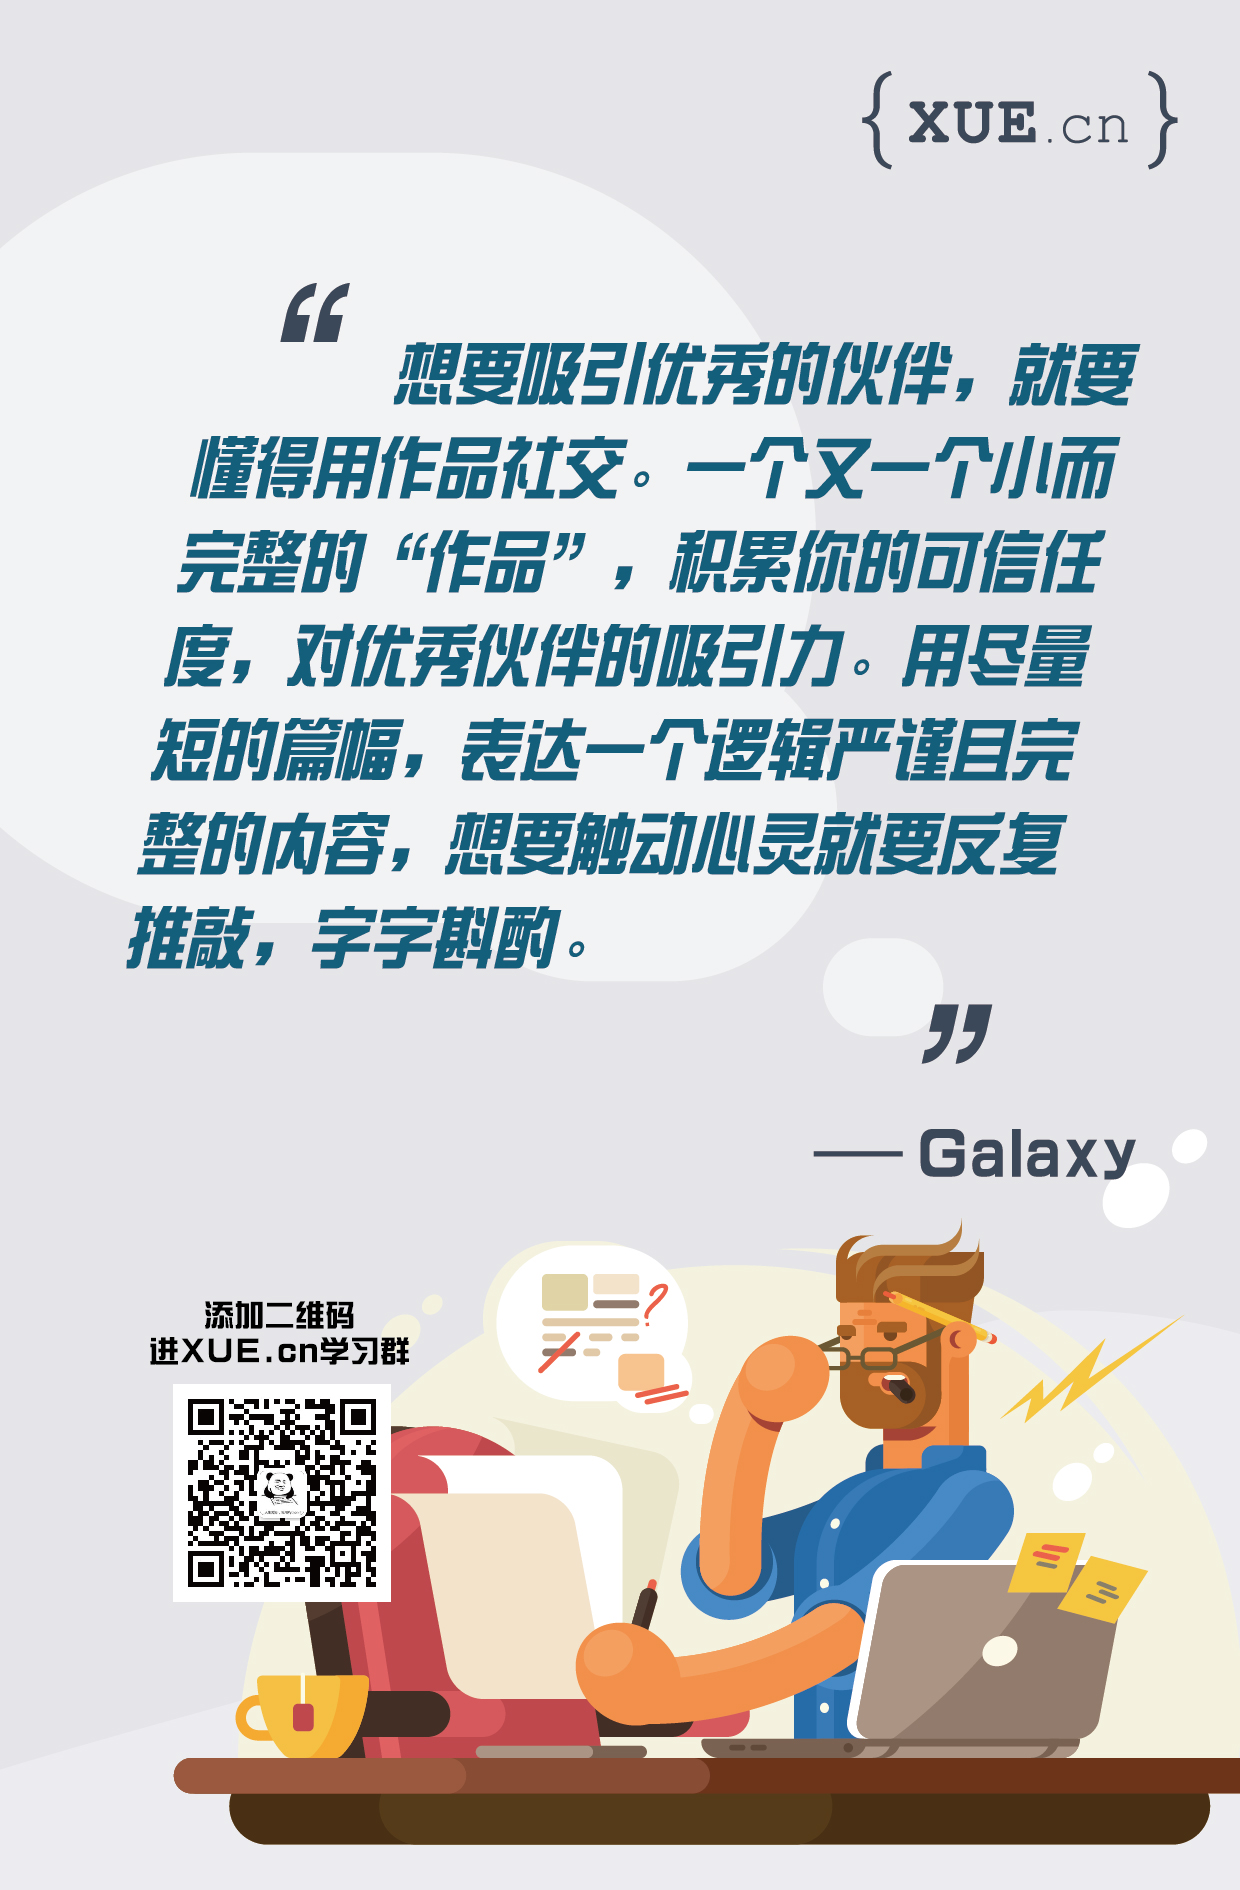 { XUE.cn }
“ 想要吸引优秀的伙伴，就要
懂得用作品社交。一个又一个小而
完整的“作品”，积累你的可信任
度，对优秀伙伴的吸引力。用尽量
短的篇幅，表达一个逻辑严谨且完
整的内容，想要触动心灵就要反复
推敲，字字斟酌。
”
—— Galaxy
添加二维码
进XUE.cn学习群